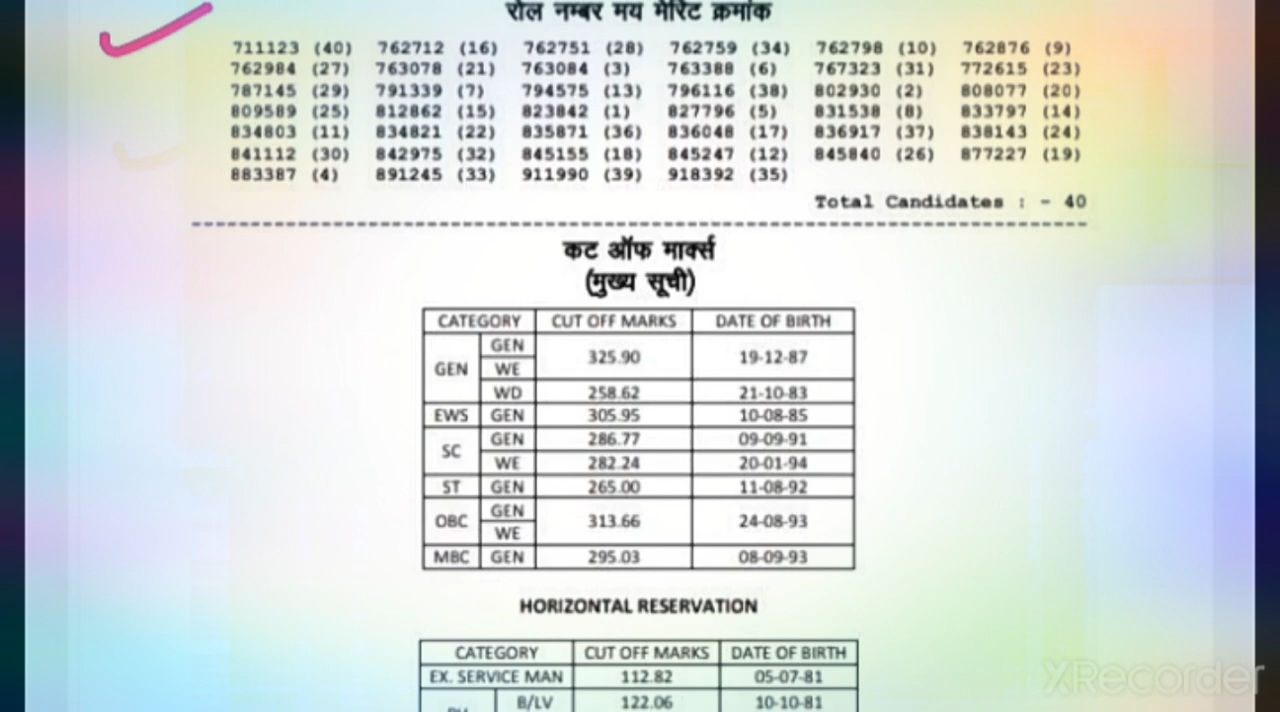 रोल नम्बर मय मेरिट क्रमांक
711123 (40) 762712 (16) 762751 (28) 762759 (34) 762798 (10) 762876 (9)
762984 (27) 763078 (21) 763084 (3) 763388 (6) 767323 (31) 772615 (23)
787145 (29) 791339 (7) 794575 (13) 796116 (38) 802930 (2) 808077 (20)
809589 (25) 812862 (15) 823842 (1) 827796 (5) 831538 (8) 833797 (14)
834803 (11) 834821 (22) 835871 (36) 836048 (17) 836917 (37) 838143 (24)
841112 (30) 842975 (32) 845155 (18) 845247 (12) 845840 (26) 877227 (19)
883387 (4) 891245 (33) 911990 (39) 918392 (35)
Total Candidates : - 40
कट ऑफ मार्क्स
(मुख्य सूची)
CATEGORY CUT OFF MARKS DATE OF BIRTH
GEN GEN 325.90 19-12-87
WE
WD 258.62 21-10-83
EWS GEN 305.95 10-08-85
SC GEN 286.77 09-09-91
WE 282.24 20-01-94
ST GEN 265.00 11-08-92
OBC GEN 313.66 24-08-93
WE
MBC GEN 295.03 08-09-93
HORIZONTAL RESERVATION
CATEGORY CUT OFF MARKS DATE OF BIRTH
EX. SERVICE MAN 112.82 05-07-81
B/LV 122.06 10-10-81
XRecorder